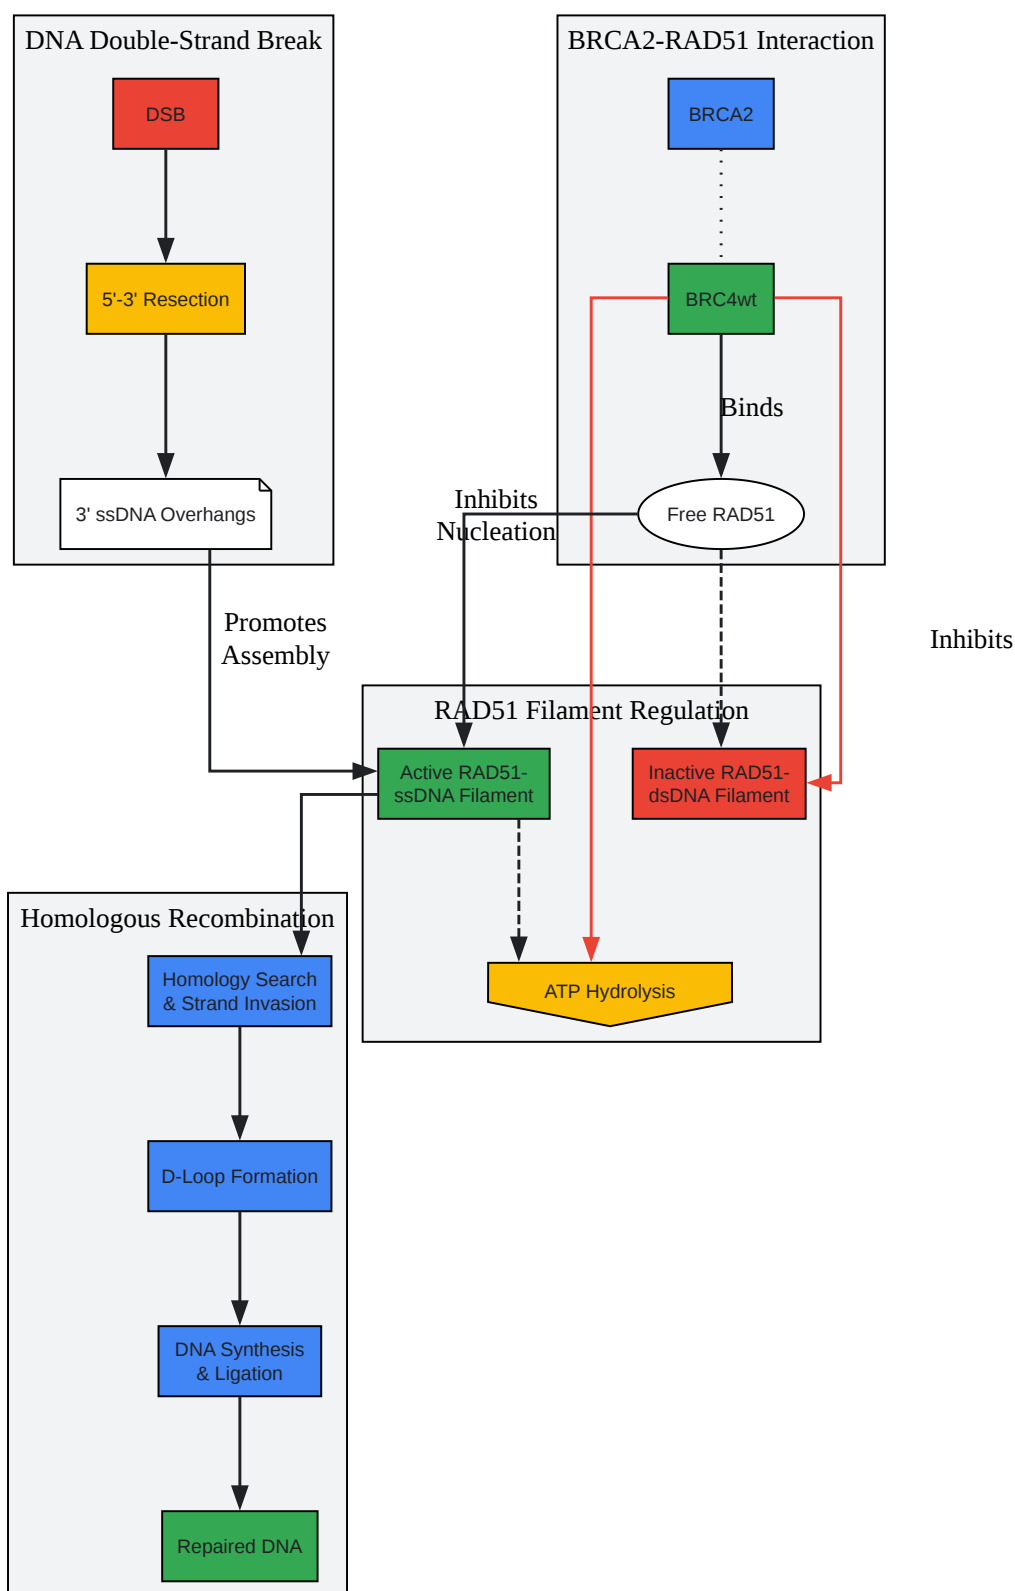 DNA Double-Strand Break
DSB
5'-3' Resection
3' ssDNA Overhangs
BRCA2-RAD51 Interaction
BRCA2
BRC4wt
Binds
Free RAD51
Inhibits
Nucleation
Promotes
Assembly
Inhibits
RAD51 Filament Regulation
Active RAD51-
ssDNA Filament
Inactive RAD51-
dsDNA Filament
ATP Hydrolysis
Homologous Recombination
Homology Search
& Strand Invasion
D-Loop Formation
DNA Synthesis
& Ligation
Repaired DNA